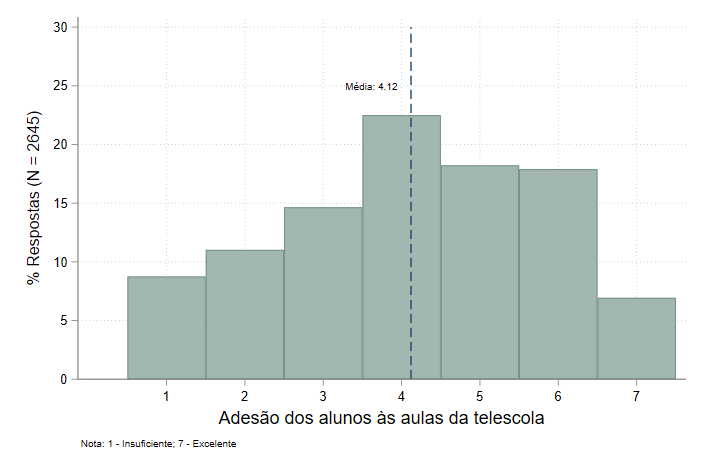 30
25
20
15
10
5
0
% Respostas (N = 2645)
Média: 4.12
1 2 3 4 5 6 7
Adesão dos alunos às aulas da telescola
Nota: 1 - Insuficiente; 7 - Excelente